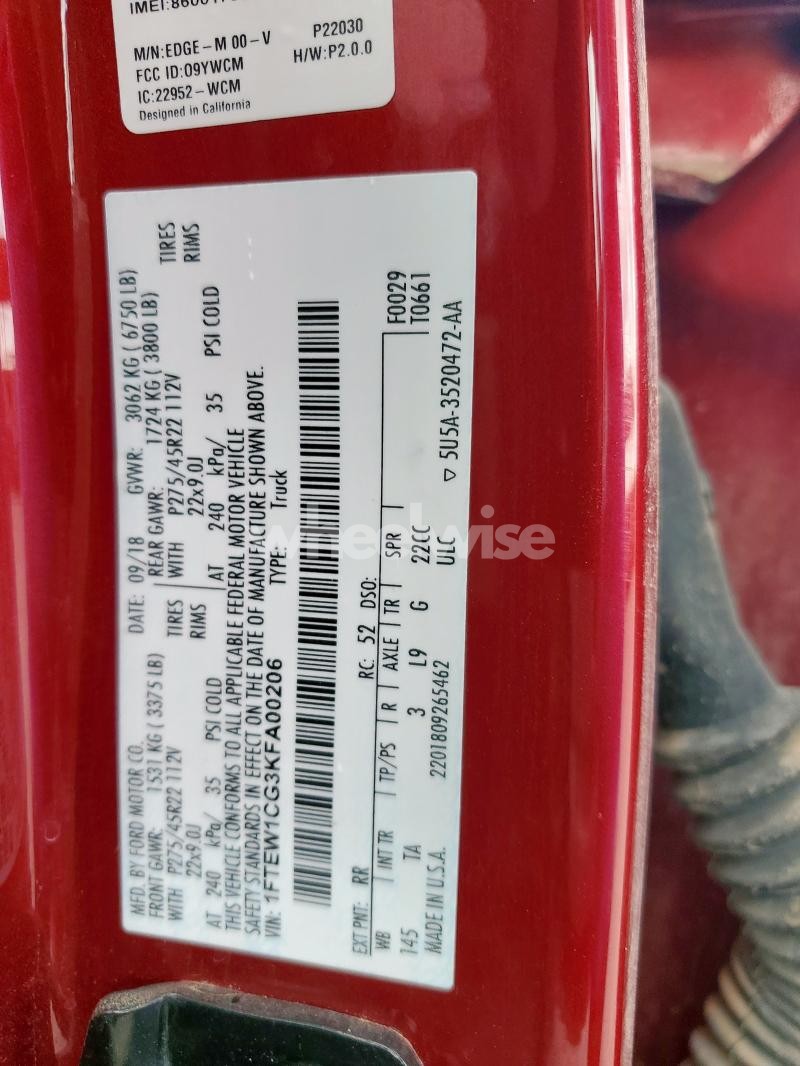 M/N:EDGE-M 00-V P22030
FCC ID:09YWCM H/W:P2.0.0
IC:22952-WCM
Designed in California
MFD. BY FORD MOTOR CO. DATE: 09/18 GVWR: 3062 KG ( 6750 LB)
FRONT GAWR: 1531 KG ( 3375 LB) REAR GAWR: 1724 KG ( 3800 LB)
WITH P275/45R22 112V TIRES WITH P275/45R22 112V TIRES
22x9.0J RIMS 22x9.0J RIMS
AT 240 kPa/ 35 PSI COLD AT 240 kPa/ 35 PSI COLD
THIS VEHICLE CONFORMS TO ALL APPLICABLE FEDERAL MOTOR VEHICLE
SAFETY STANDARDS IN EFFECT ON THE DATE OF MANUFACTURE SHOWN ABOVE.
VIN: 1FTEW1CG3KFA00206 TYPE: Truck
EXT PNT: RR RC: 52 DSO:
WB INT TR TP/PS R AXLE TR SPR F0029
145 TA 3 L9 G 22CC T0661
MADE IN U.S.A. 2201809265462 ULC
▽ 5U5A-3520472-AA
wheelwise